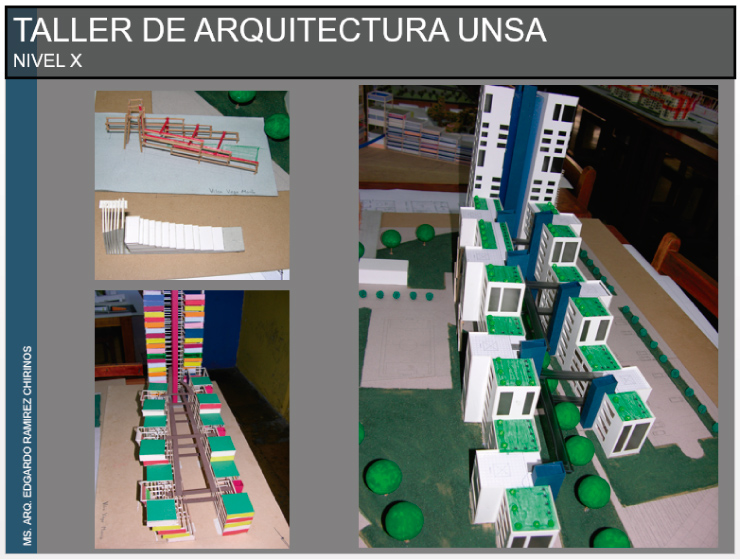 TALLER DE ARQUITECTURA UNSA
NIVEL X
MS. ARQ. EDGARDO RAMIREZ CHIRINOS